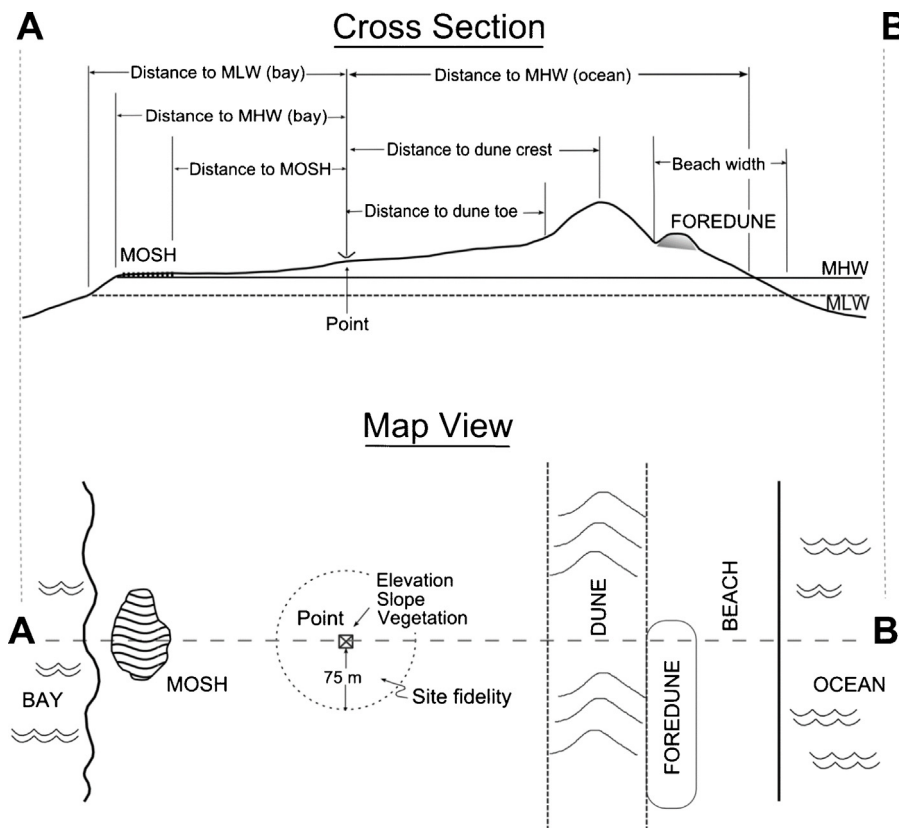 A
Cross Section
B
Distance to MLW (bay)
Distance to MHW (ocean)
Distance to MHW (bay)
Distance to dune crest
Distance to MOSH
Beach width
Distance to dune toe
FOREDUNE
MOSH
MHW
MLW
Point
Map View
Elevation
Slope
Vegetation
Point
DUNE
BEACH
A
B
75 m
MOSH
Site fidelity
BAY
OCEAN
FOREDUNE